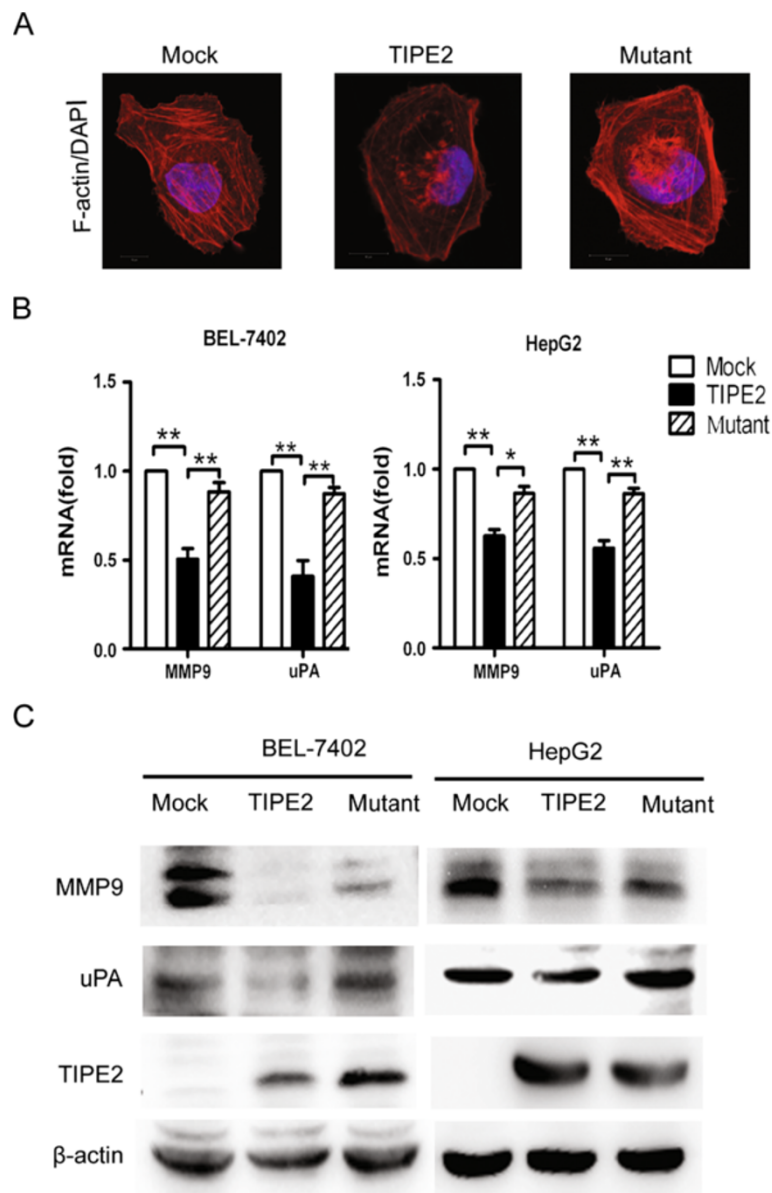 A
Mock TIPE2 Mutant
F-actin/DAPI
B
BEL-7402
HepG2
Mock
TIPE2
Mutant
mRNA(fold)
1.5
1.0
0.5
0.0
** ** ** **
MMP9 uPA
mRNA(fold)
1.5
1.0
0.5
0.0
** * ** **
MMP9 uPA
C
BEL-7402 HepG2
Mock TIPE2 Mutant Mock TIPE2 Mutant
MMP9
uPA
TIPE2
β-actin